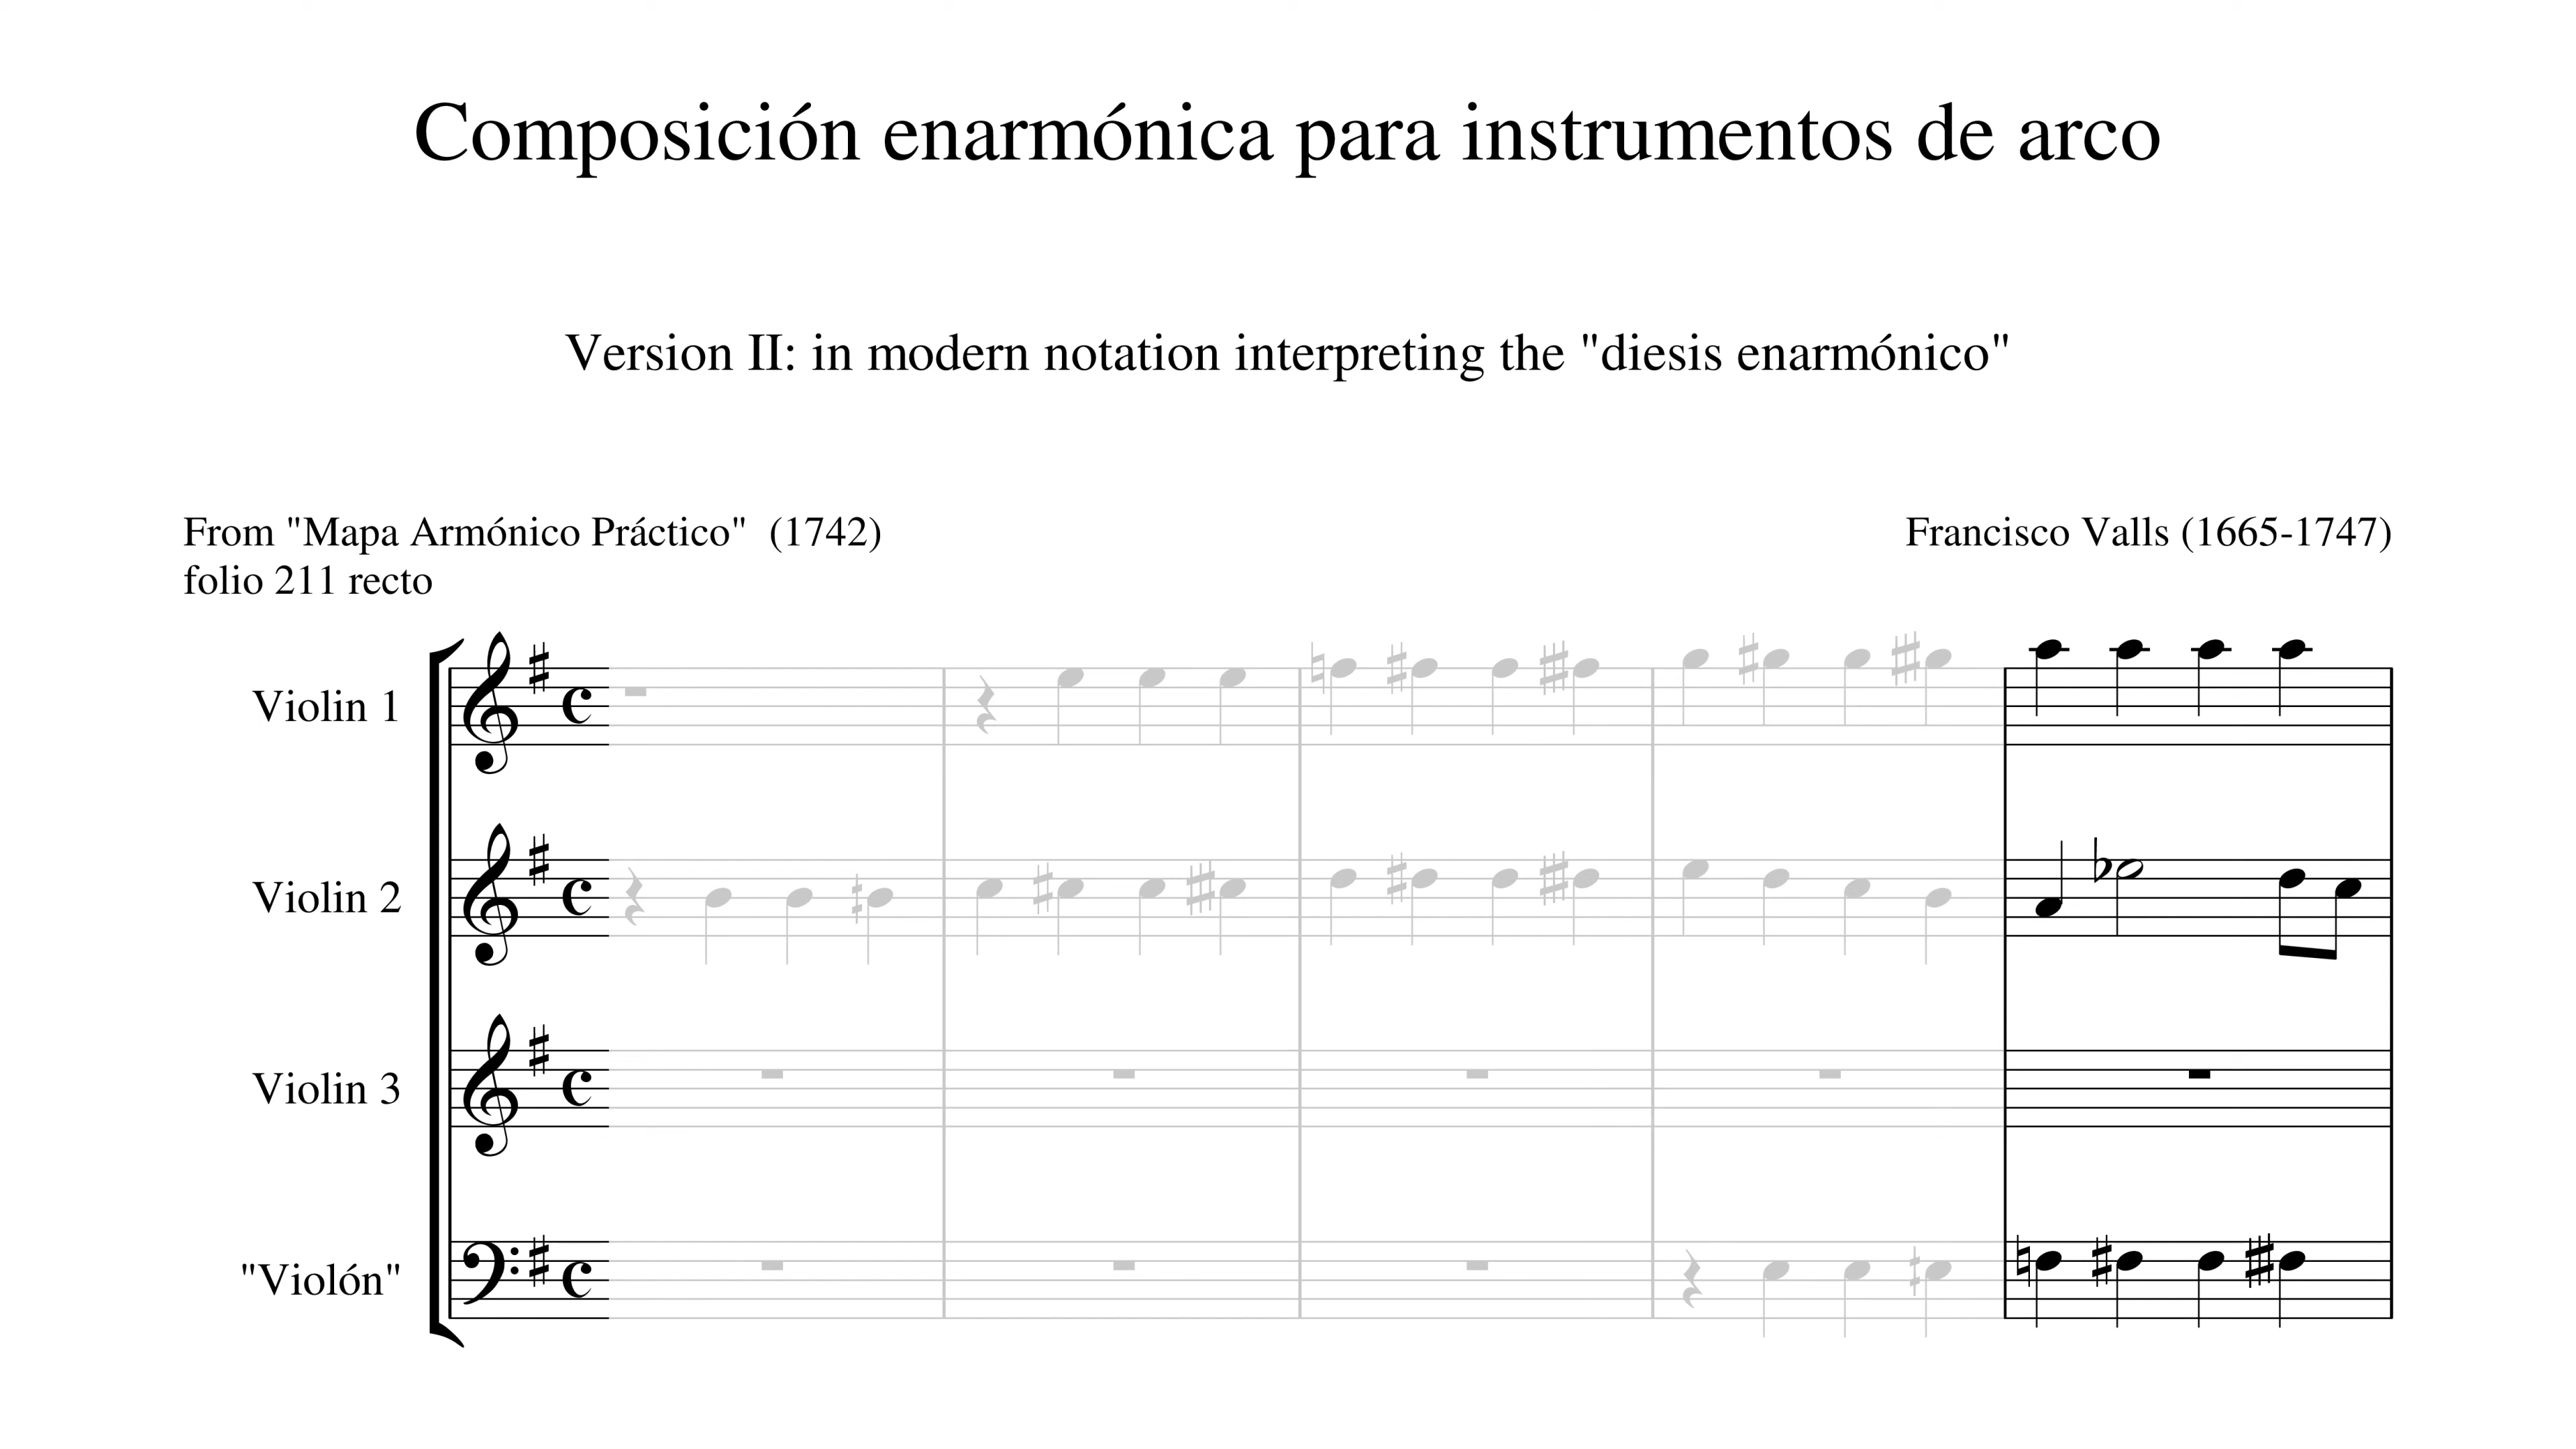 Composición enarmónica para instrumentos de arco
Version II: in modern notation interpreting the "diesis enarmónico"
From "Mapa Armónico Práctico" (1742)
folio 211 recto
Francisco Valls (1665-1747)
Violin 1
Violin 2
Violin 3
"Violón"